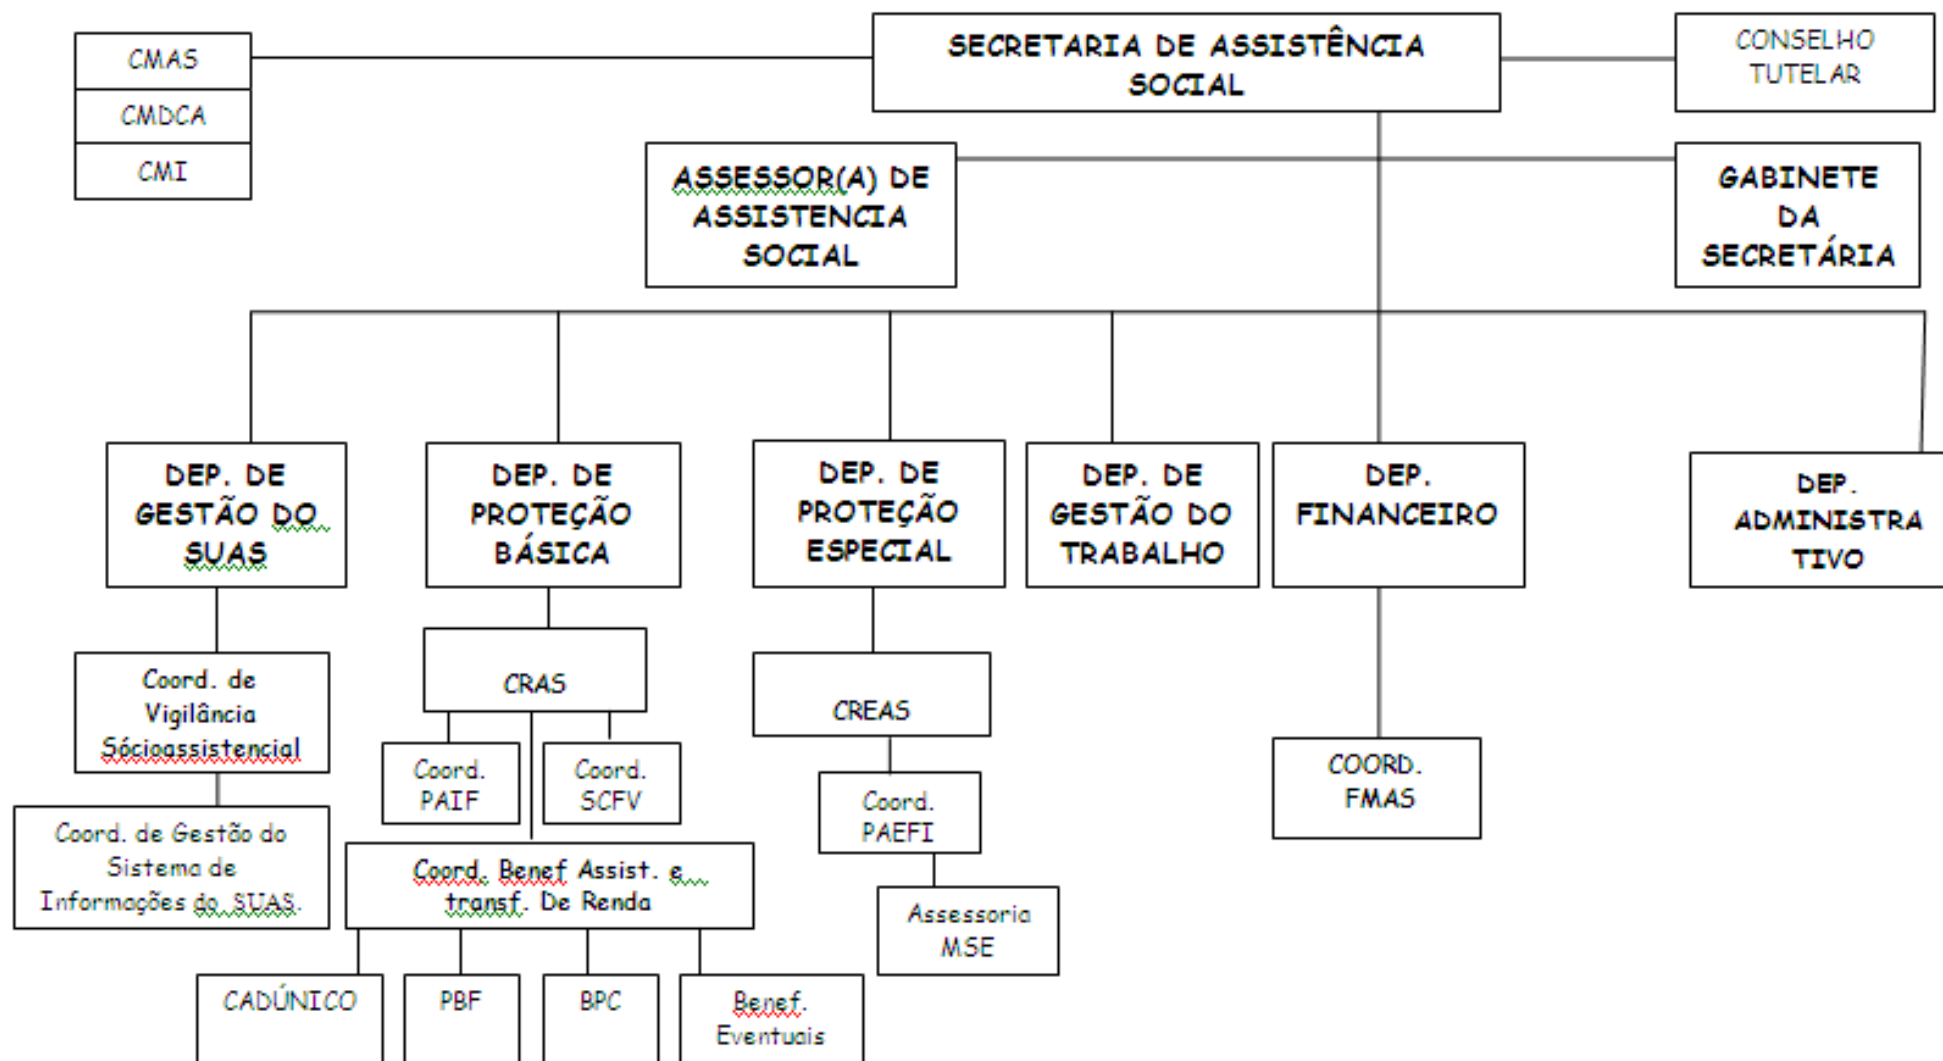 CMAS
CMDCA
CMI
SECRETARIA DE ASSISTÊNCIA
SOCIAL
CONSELHO
TUTELAR
ASSESSOR(A) DE
ASSISTENCIA
SOCIAL
GABINETE
DA
SECRETÁRIA
DEP. DE
GESTÃO DO
SUAS
DEP. DE
PROTEÇÃO
BÁSICA
DEP. DE
PROTEÇÃO
ESPECIAL
DEP. DE
GESTÃO DO
TRABALHO
DEP.
FINANCEIRO
DEP.
ADMINISTRA
TIVO
Coord. de
Vigilância
Sócioassistencial
Coord. de Gestão do
Sistema de
Informações do SUAS.
CRAS
Coord.
PAIF
Coord.
SCFV
Coord. Benef Assist. e
transf. De Renda
CADÚNICO
PBF
BPC
Benef.
Eventuais
CREAS
Coord.
PAEFI
Assessoria
MSE
COORD.
FMAS